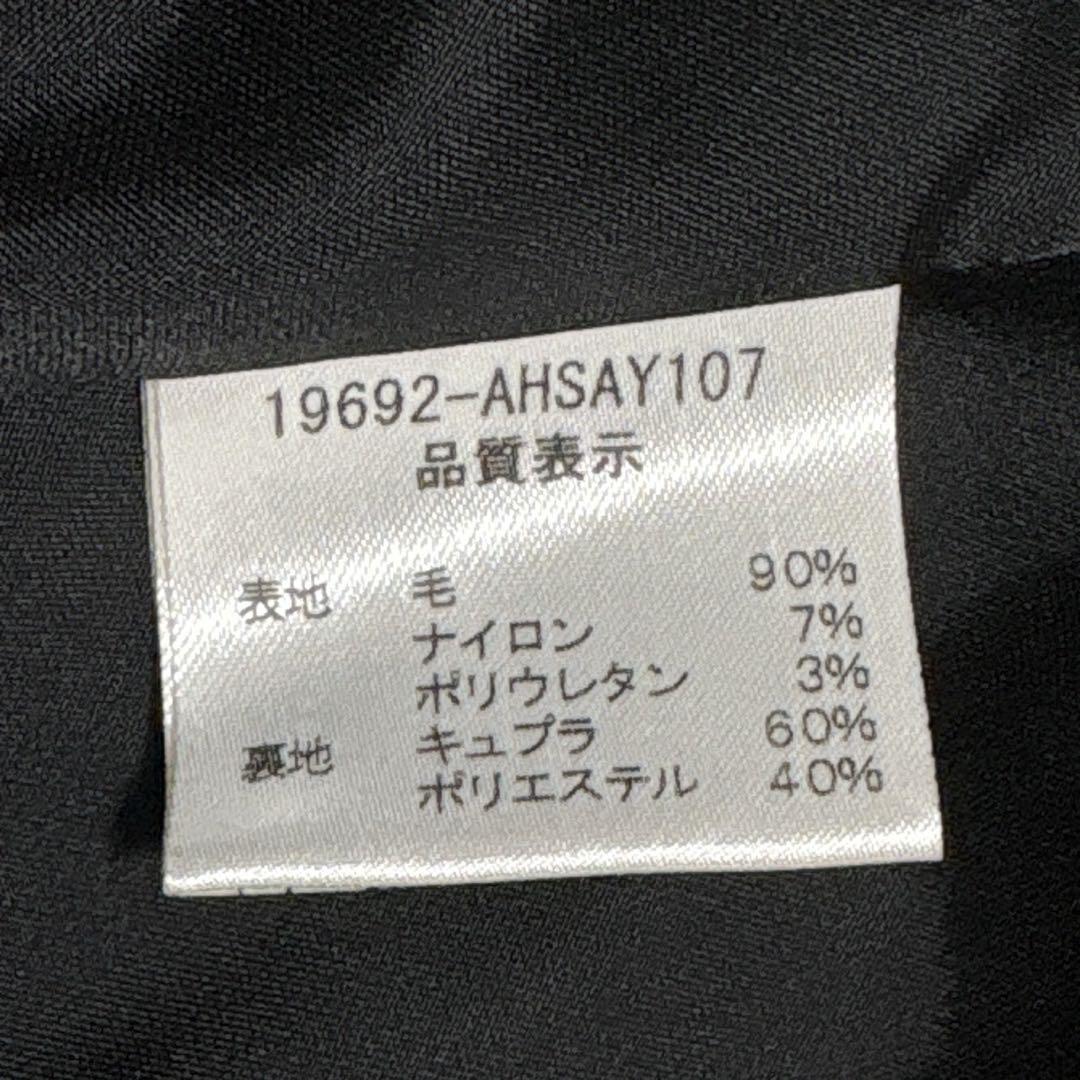 19692-AHSAY107
品質表示
表地 毛 90%
ナイロン 7%
ポリウレタン 3%
裏地 キュプラ 60%
ポリエステル 40%